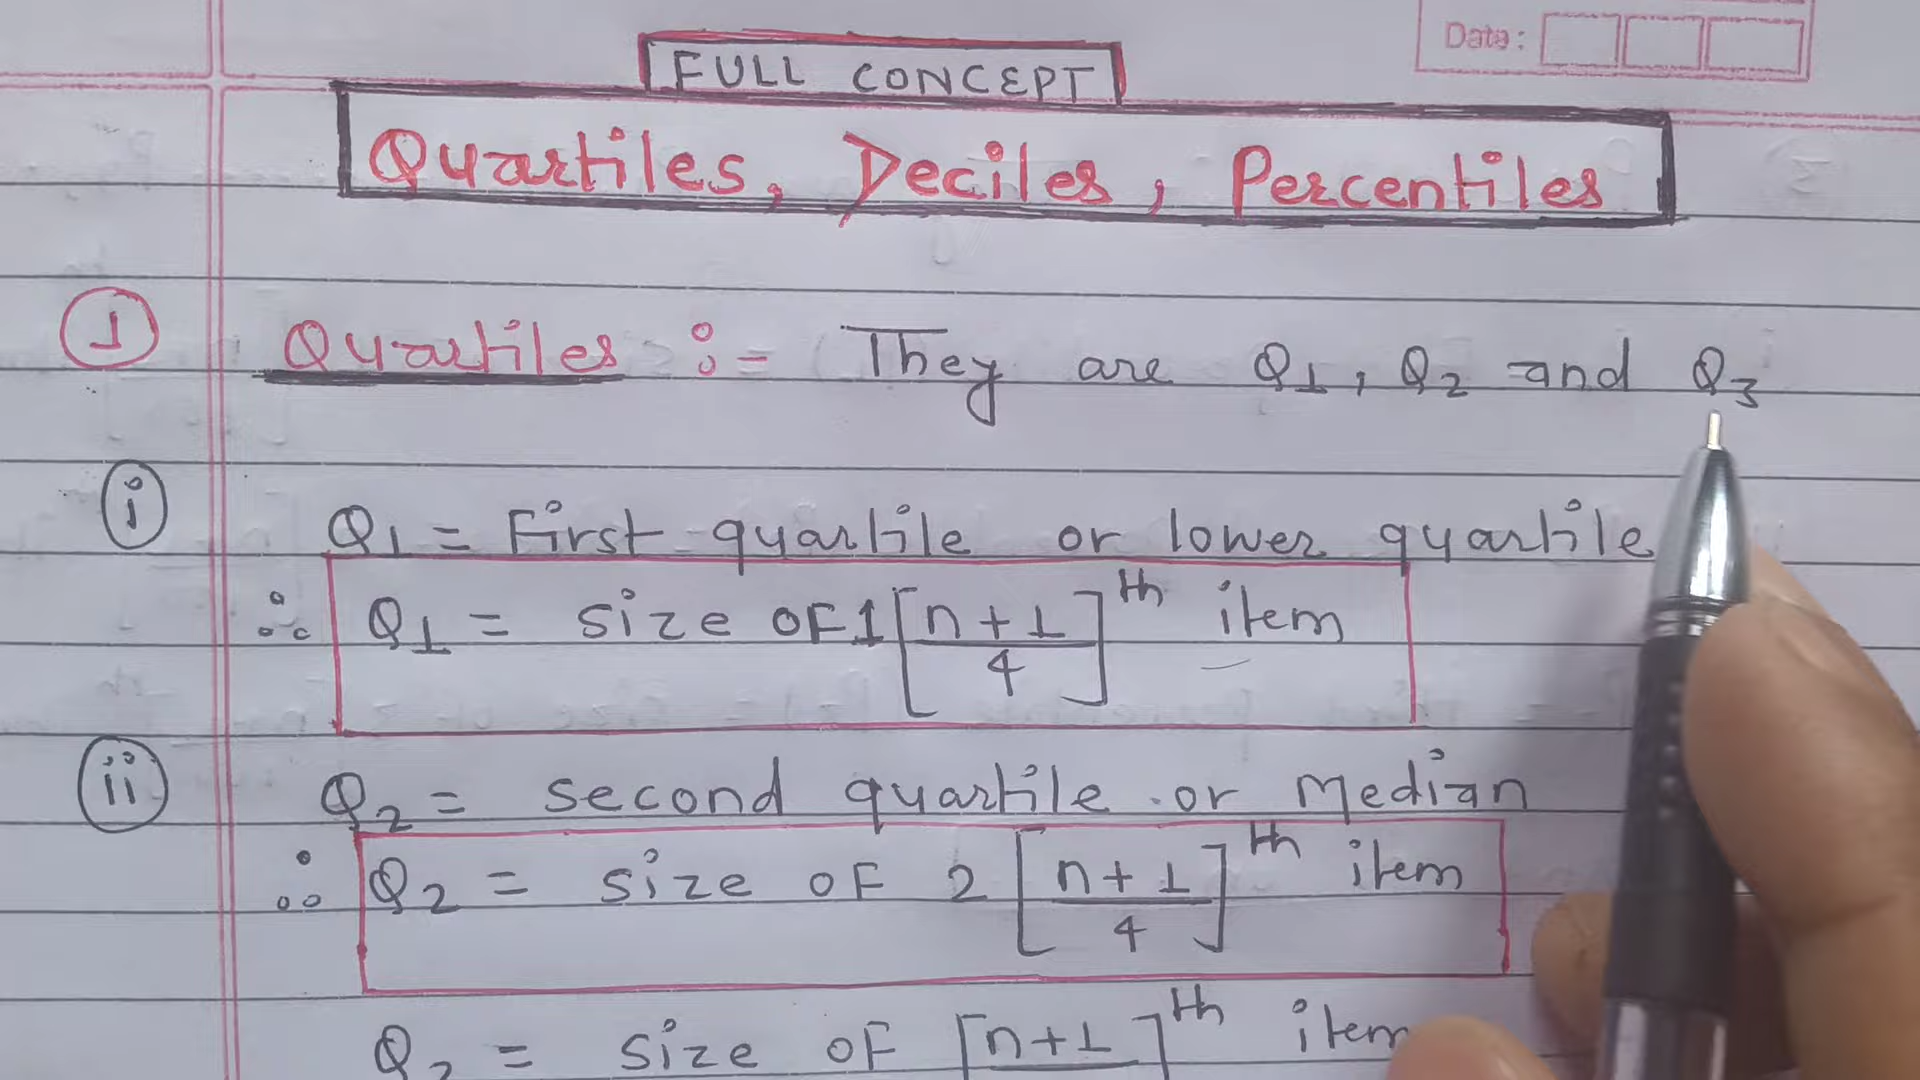 Date:
FULL CONCEPT
Quartiles, Deciles, Percentiles
1 Quartiles :- They are Q1, Q2 and Q3
i Q1 = First quartile or lower quartile
∴ Q1 = size OF 1 [n+1/4]th item
ii Q2 = second quartile or Median
∴ Q2 = size OF 2 [n+1/4]th item
Q2 = size OF [n+1]th item